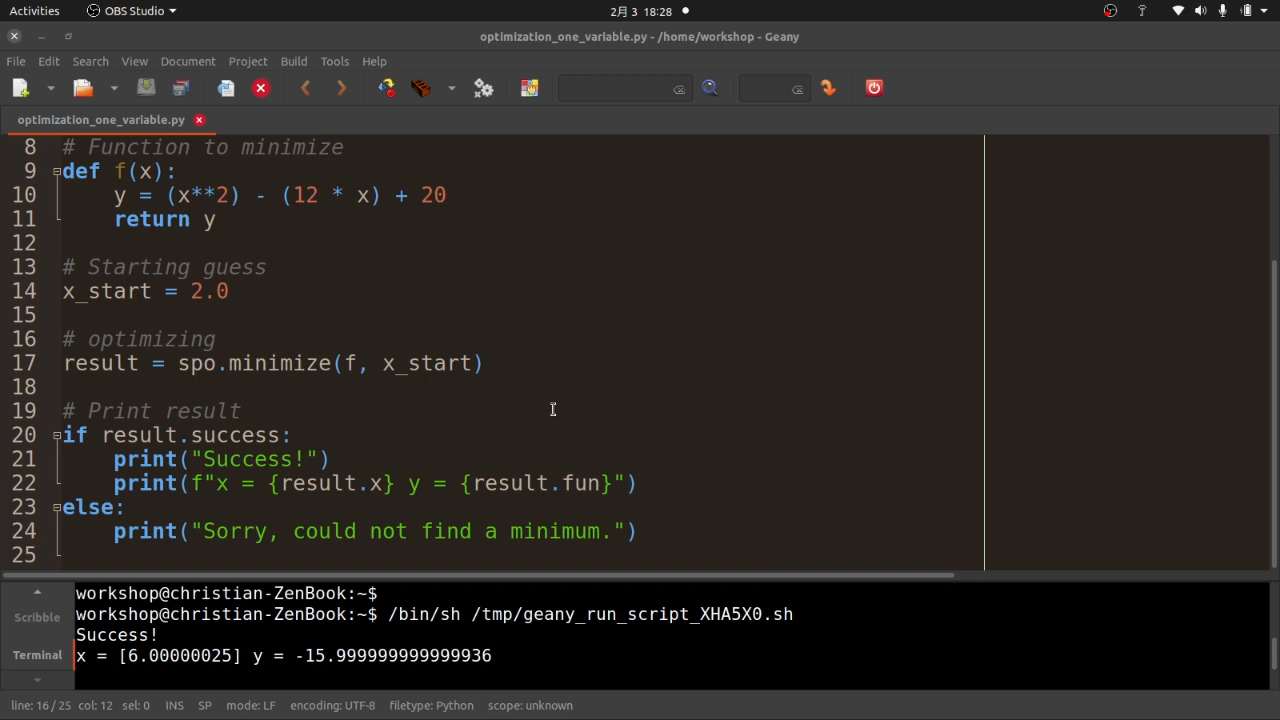 Activities OBS Studio 2月 3 18:28
optimization_one_variable.py - /home/workshop - Geany
File Edit Search View Document Project Build Tools Help
optimization_one_variable.py
8 # Function to minimize
9 def f(x):
10 y = (x**2) - (12 * x) + 20
11 return y
12
13 # Starting guess
14 x_start = 2.0
15
16 # optimizing
17 result = spo.minimize(f, x_start)
18
19 # Print result
20 if result.success:
21 print("Success!")
22 print(f"x = {result.x} y = {result.fun}")
23 else:
24 print("Sorry, could not find a minimum.")
25
workshop@christian-ZenBook:~$
Scribble workshop@christian-ZenBook:~$ /bin/sh /tmp/geany_run_script_XHA5X0.sh
Success!
Terminal x = [6.00000025] y = -15.999999999999936
line: 16 / 25 col: 12 sel: 0 INS SP mode: LF encoding: UTF-8 filetype: Python scope: unknown